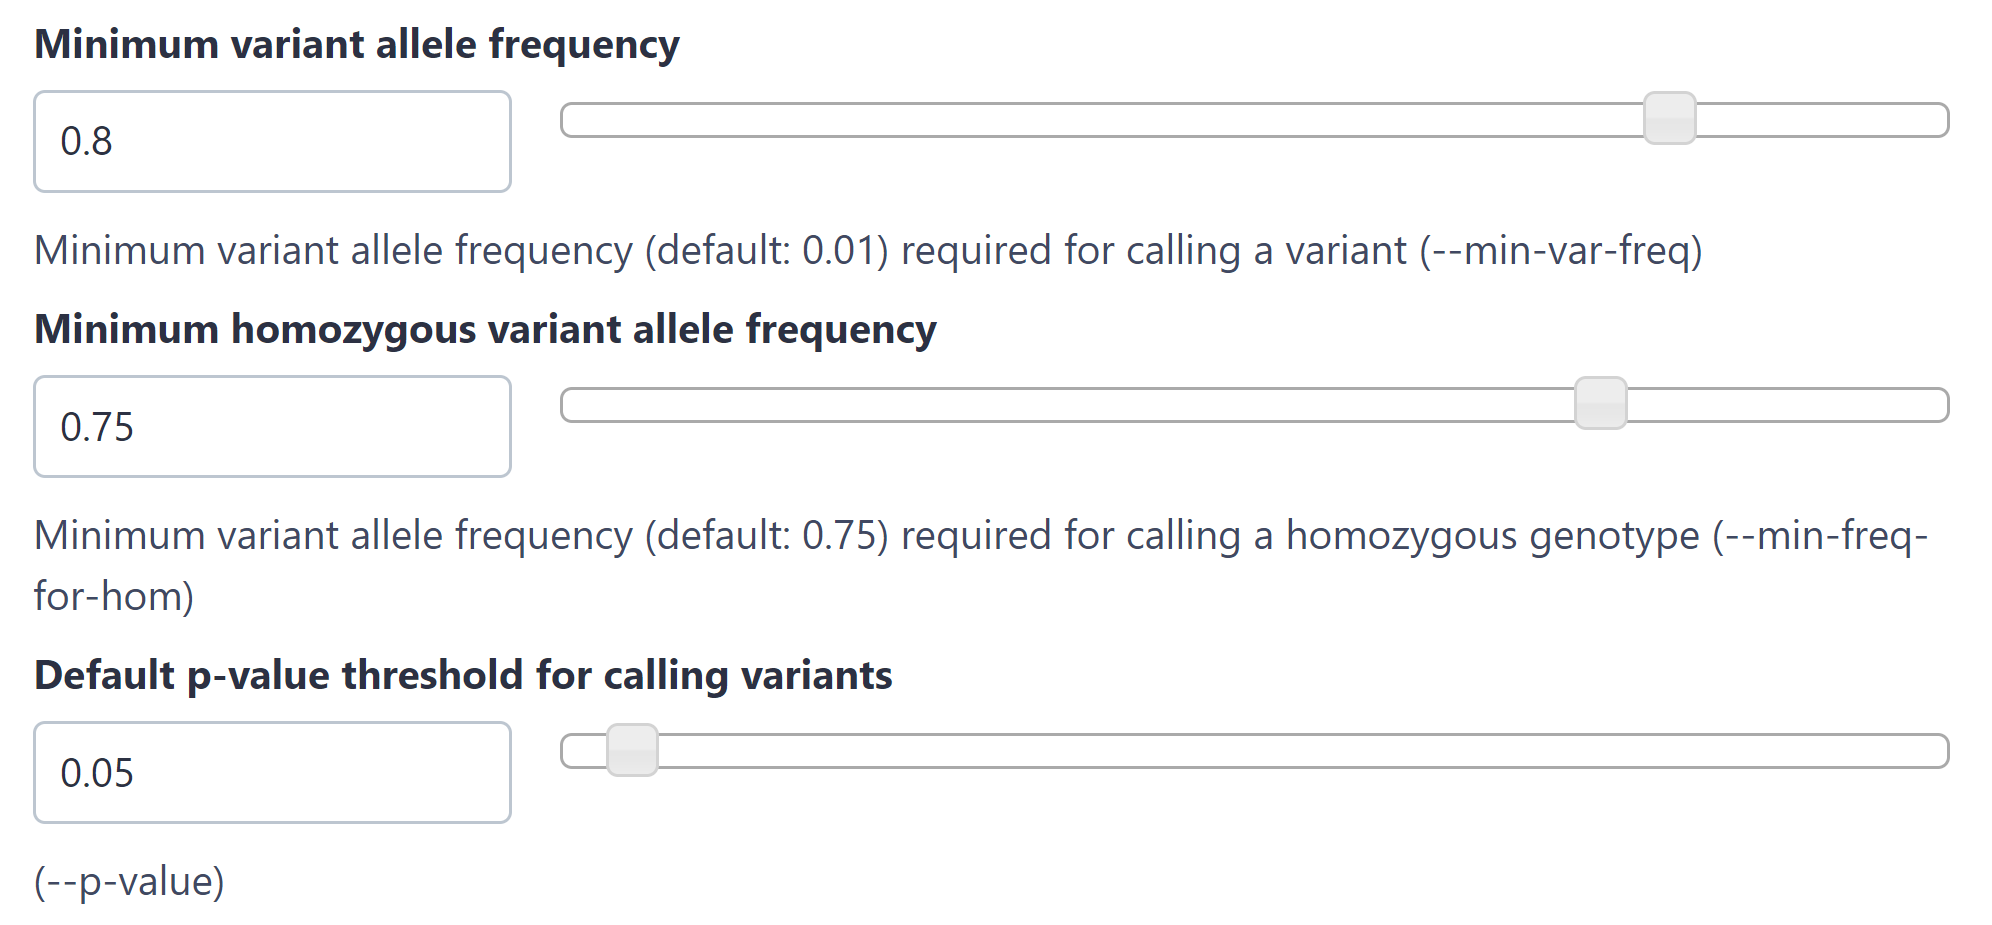 Minimum variant allele frequency
0.8
Minimum variant allele frequency (default: 0.01) required for calling a variant (--min-var-freq)
Minimum homozygous variant allele frequency
0.75
Minimum variant allele frequency (default: 0.75) required for calling a homozygous genotype (--min-freq-
for-hom)
Default p-value threshold for calling variants
0.05
(--p-value)